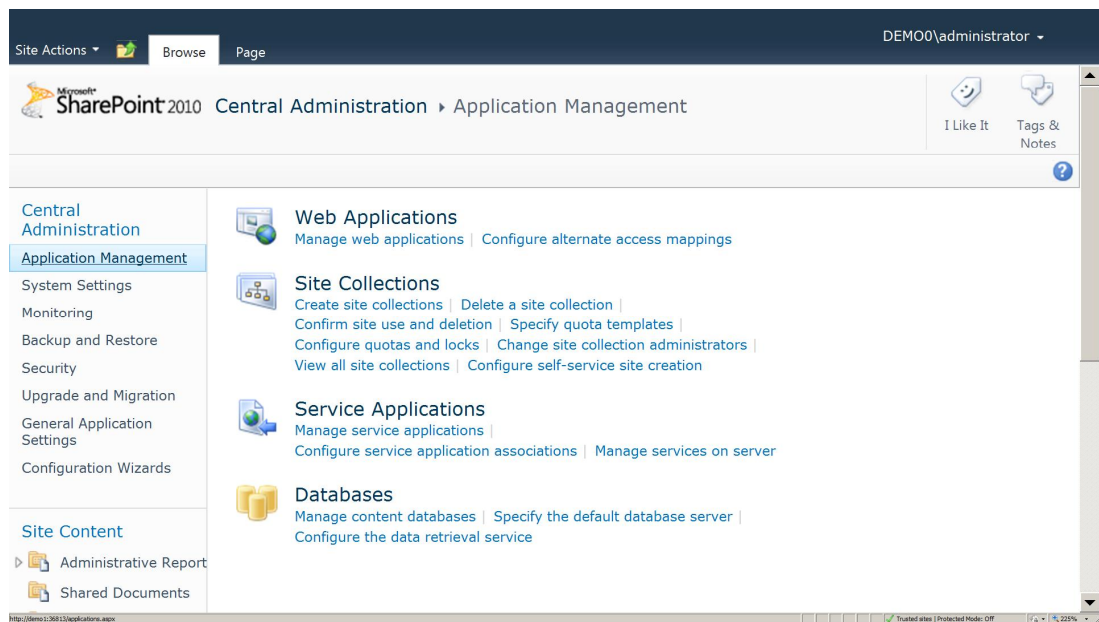 DEMO0\administrator
Site Actions Browse Page
Microsoft® SharePoint® 2010 Central Administration Application Management
I Like It
Tags & Notes
Central Administration
Application Management
System Settings
Monitoring
Backup and Restore
Security
Upgrade and Migration
General Application Settings
Configuration Wizards
Site Content
Administrative Report
Shared Documents
Web Applications
Manage web applications | Configure alternate access mappings
Site Collections
Create site collections | Delete a site collection |
Confirm site use and deletion | Specify quota templates |
Configure quotas and locks | Change site collection administrators |
View all site collections | Configure self-service site creation
Service Applications
Manage service applications |
Configure service application associations | Manage services on server
Databases
Manage content databases | Specify the default database server |
Configure the data retrieval service
http://demo1:36813/applications.aspx Trusted sites | Protected Mode: Off 225%